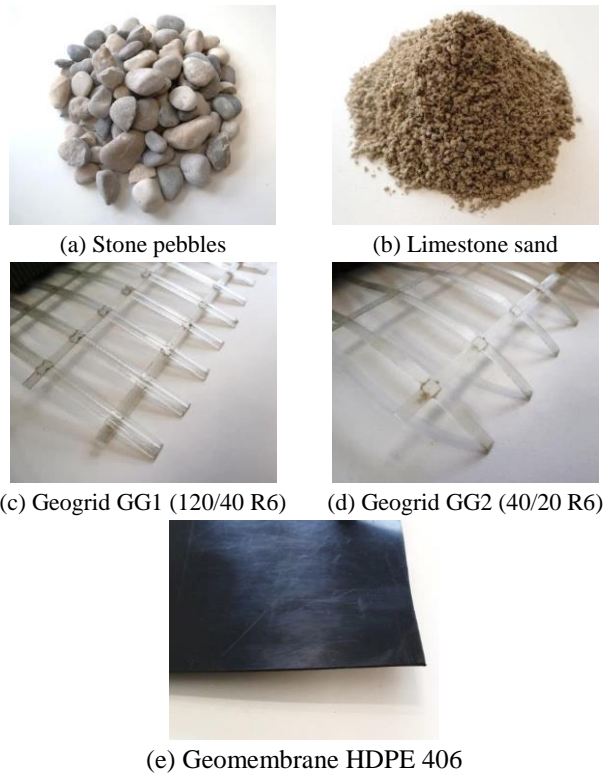 (a) Stone pebbles
(b) Limestone sand
(c) Geogrid GG1 (120/40 R6)
(d) Geogrid GG2 (40/20 R6)
(e) Geomembrane HDPE 406